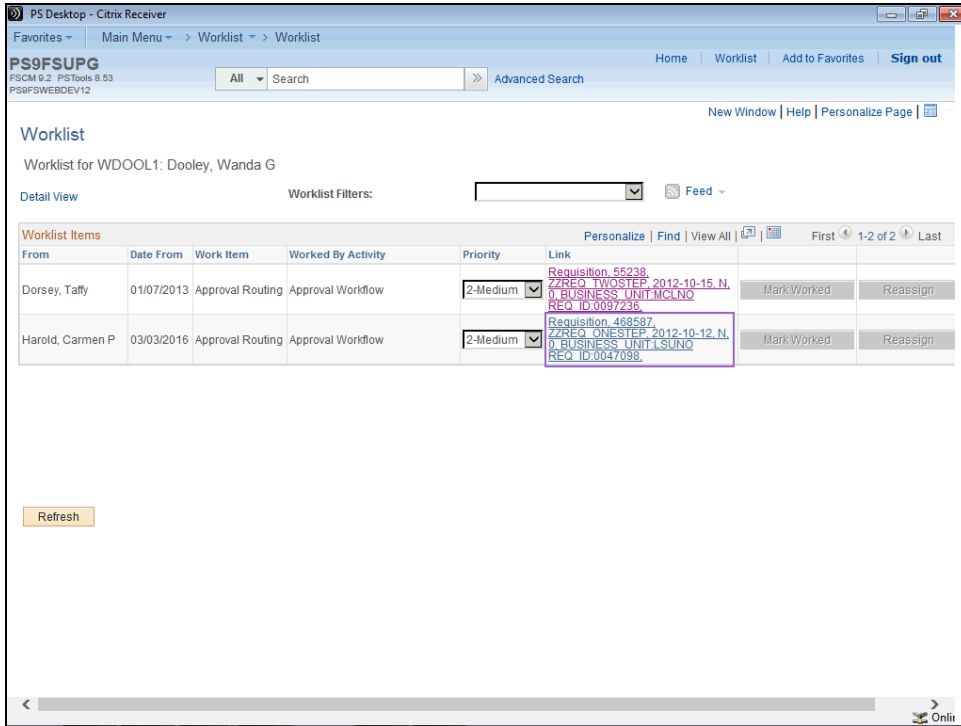 PS Desktop - Citrix Receiver
Favorites Main Menu > Worklist > Worklist
PS9FSUPG
FSCM 9.2 PSTools 8.53
PS9FSWEBDEV12
Home Worklist Add to Favorites Sign out
All Search » Advanced Search
New Window | Help | Personalize Page |
Worklist
Worklist for WDOOL1: Dooley, Wanda G
Detail View Worklist Filters: Feed
Worklist Items Personalize | Find | View All | | First 1-2 of 2 Last
From Date From Work Item Worked By Activity Priority Link
Dorsey, Taffy 01/07/2013 Approval Routing Approval Workflow 2-Medium
Requisition, 55238,
ZZREQ_TWOSTEP, 2012-10-15, N,
0, BUSINESS_UNIT:MCLNO
REQ_ID:0097236,
Mark Worked Reassign
Harold, Carmen P 03/03/2016 Approval Routing Approval Workflow 2-Medium
Requisition, 468587,
ZZREQ_ONESTEP, 2012-10-12, N,
0, BUSINESS_UNIT:LSUNO
REQ_ID:0047098,
Mark Worked Reassign
Refresh